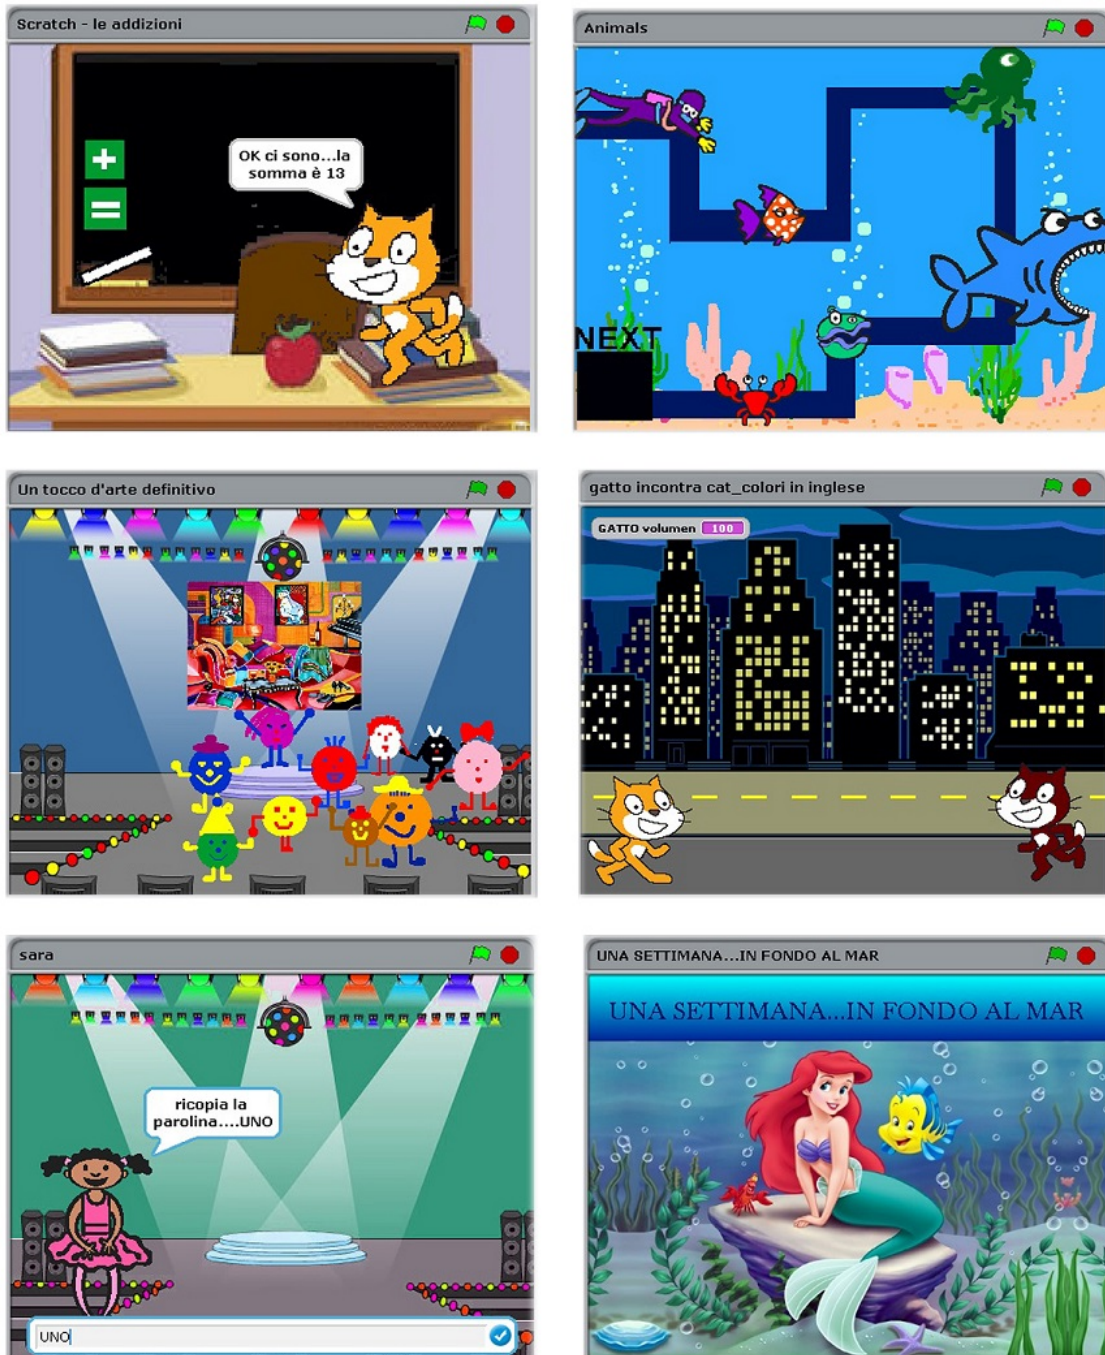 Scratch - le addizioni
OK ci sono...la
somma è 13
Animals
NEXT
Un tocco d'arte definitivo
gatto incontra cat_colori in inglese
GATTO volumen 100
sara
ricopia la
parolina....UNO
UNO
UNA SETTIMANA...IN FONDO AL MAR
UNA SETTIMANA...IN FONDO AL MAR